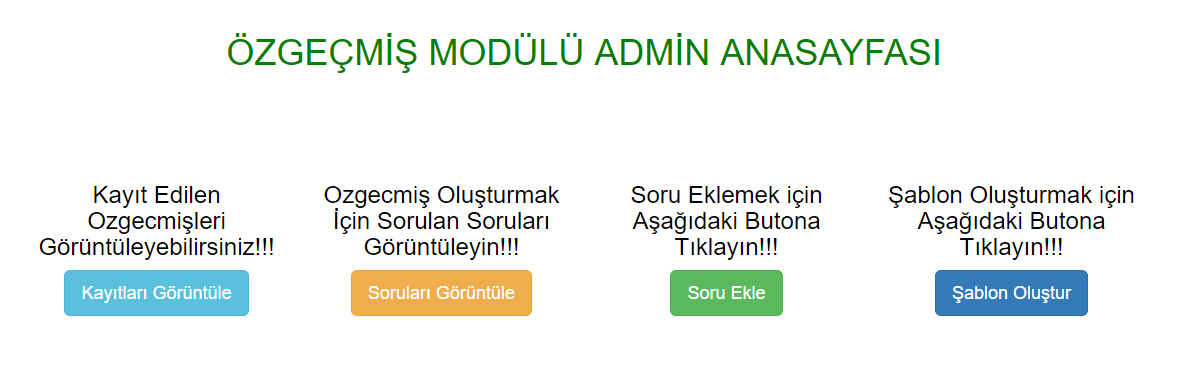 ÖZGEÇMİŞ MODÜLÜ ADMİN ANASAYFASI
Kayıt Edilen
Ozgecmişleri
Görüntüleyebilirsiniz!!!
Kayıtları Görüntüle
Ozgecmiş Oluşturmak
İçin Sorulan Soruları
Görüntüleyin!!!
Soruları Görüntüle
Soru Eklemek için
Aşağıdaki Butona
Tıklayın!!!
Soru Ekle
Şablon Oluşturmak için
Aşağıdaki Butona
Tıklayın!!!
Şablon Oluştur